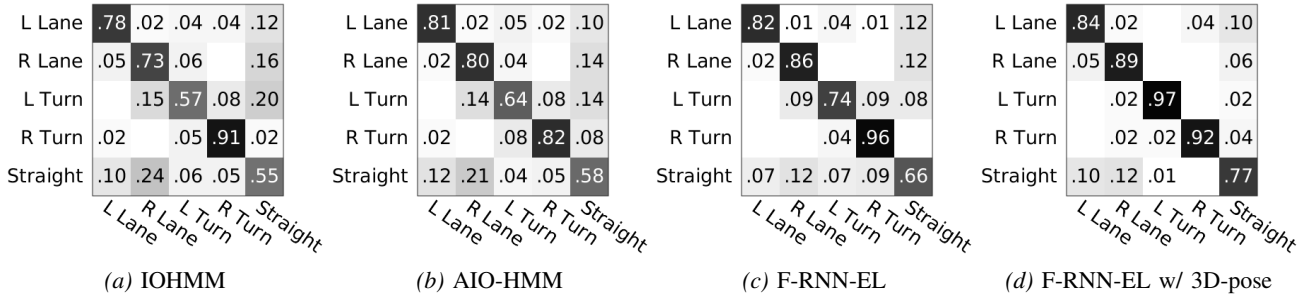 L Lane .78 .02 .04 .04 .12
R Lane .05 .73 .06 .16
L Turn .15 .57 .08 .20
R Turn .02 .05 .91 .02
Straight .10 .24 .06 .05 .55
L Lane R Lane L Turn R Turn Straight
(a) IOHMM
L Lane .81 .02 .05 .02 .10
R Lane .02 .80 .04 .14
L Turn .14 .64 .08 .14
R Turn .02 .08 .82 .08
Straight .12 .21 .04 .05 .58
L Lane R Lane L Turn R Turn Straight
(b) AIO-HMM
L Lane .82 .01 .04 .01 .12
R Lane .02 .86 .12
L Turn .09 .74 .09 .08
R Turn .04 .96
Straight .07 .12 .07 .09 .66
L Lane R Lane L Turn R Turn Straight
(c) F-RNN-EL
L Lane .84 .02 .04 .10
R Lane .05 .89 .06
L Turn .02 .97 .02
R Turn .02 .02 .92 .04
Straight .10 .12 .01 .77
L Lane R Lane L Turn R Turn Straight
(d) F-RNN-EL w/ 3D-pose